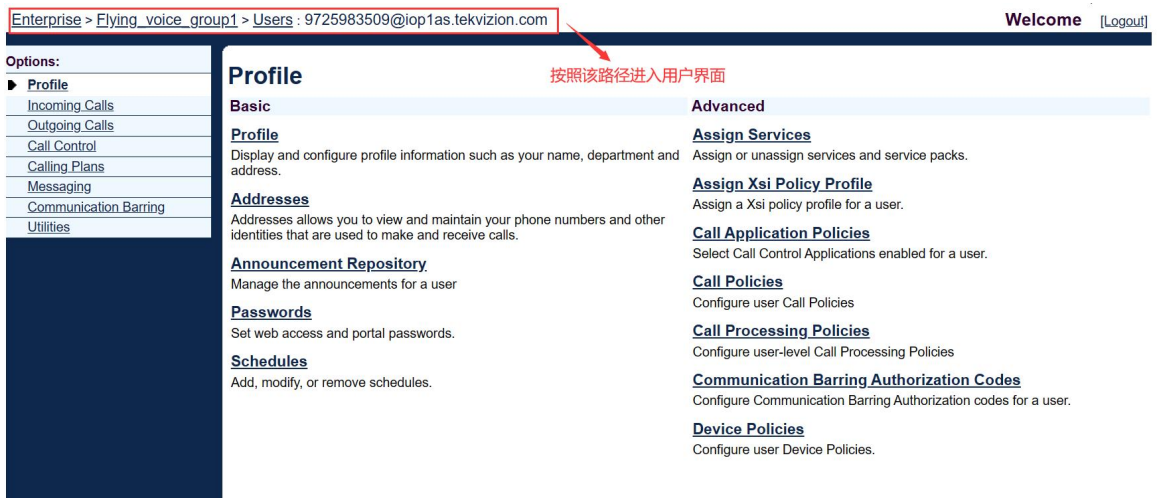 Enterprise > Flying_voice_group1 > Users : 9725983509@iop1as.tekvizion.com
Welcome [Logout]
Options:
Profile
Incoming Calls
Outgoing Calls
Call Control
Calling Plans
Messaging
Communication Barring
Utilities
Profile
按照该路径进入用户界面
Basic
Profile
Display and configure profile information such as your name, department and
address.
Addresses
Addresses allows you to view and maintain your phone numbers and other
identities that are used to make and receive calls.
Announcement Repository
Manage the announcements for a user
Passwords
Set web access and portal passwords.
Schedules
Add, modify, or remove schedules.
Advanced
Assign Services
Assign or unassign services and service packs.
Assign Xsi Policy Profile
Assign a Xsi policy profile for a user.
Call Application Policies
Select Call Control Applications enabled for a user.
Call Policies
Configure user Call Policies
Call Processing Policies
Configure user-level Call Processing Policies
Communication Barring Authorization Codes
Configure Communication Barring Authorization codes for a user.
Device Policies
Configure user Device Policies.